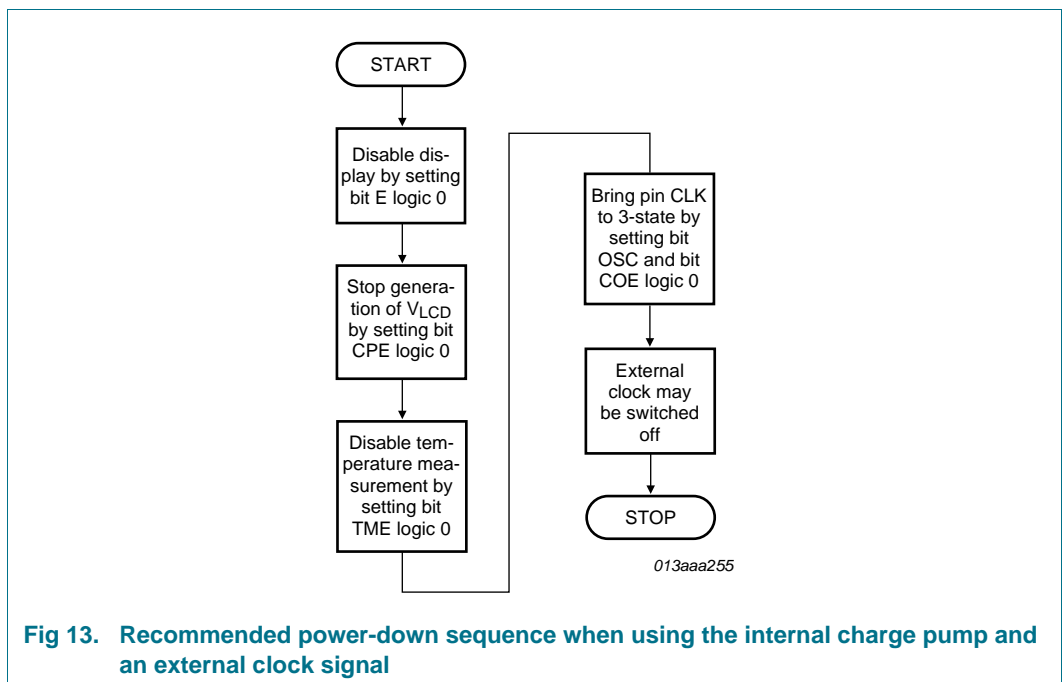 START
Disable dis-
play by setting
bit E logic 0
Stop genera-
tion of VLCD
by setting bit
CPE logic 0
Disable tem-
perature mea-
surement by
setting bit
TME logic 0
Bring pin CLK
to 3-state by
setting bit
OSC and bit
COE logic 0
External
clock may
be switched
off
STOP
013aaa255
Fig 13. Recommended power-down sequence when using the internal charge pump and
an external clock signal